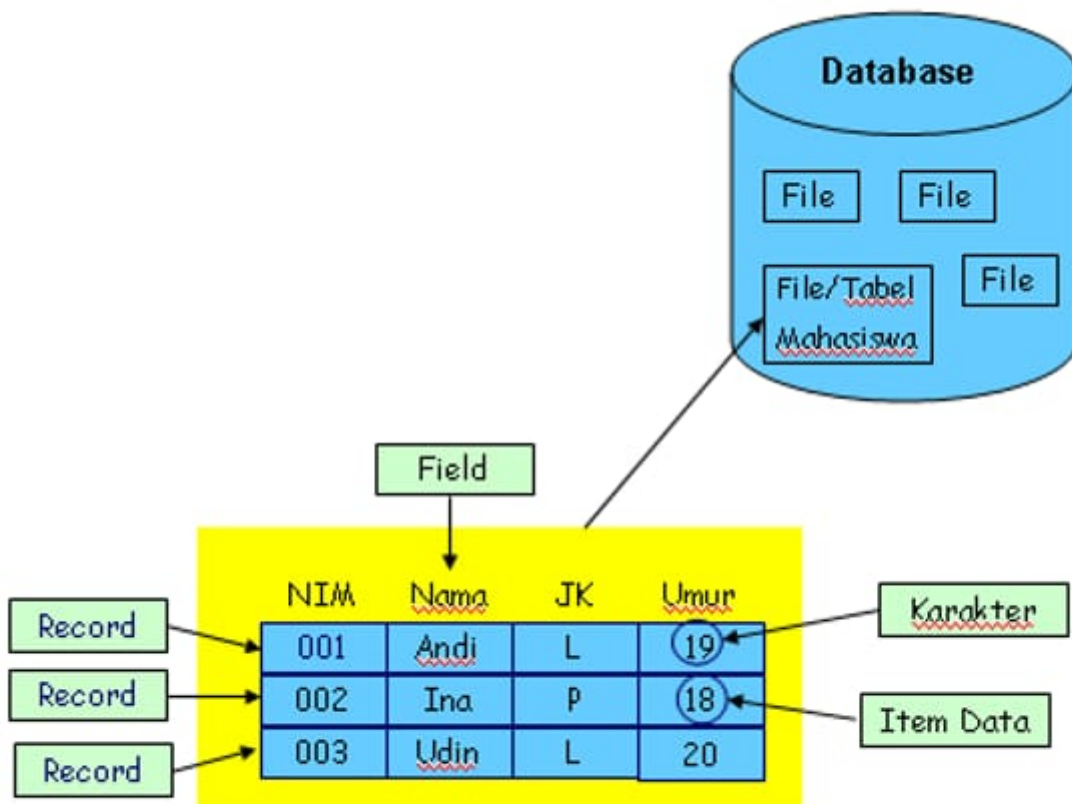 Database
File
File
File/Tabel
Mahasiswa
File
Field
NIM Nama JK Umur
Record
001 Andi L 19
Karakter
Record
002 Ina P 18
Item Data
Record
003 Udin L 20